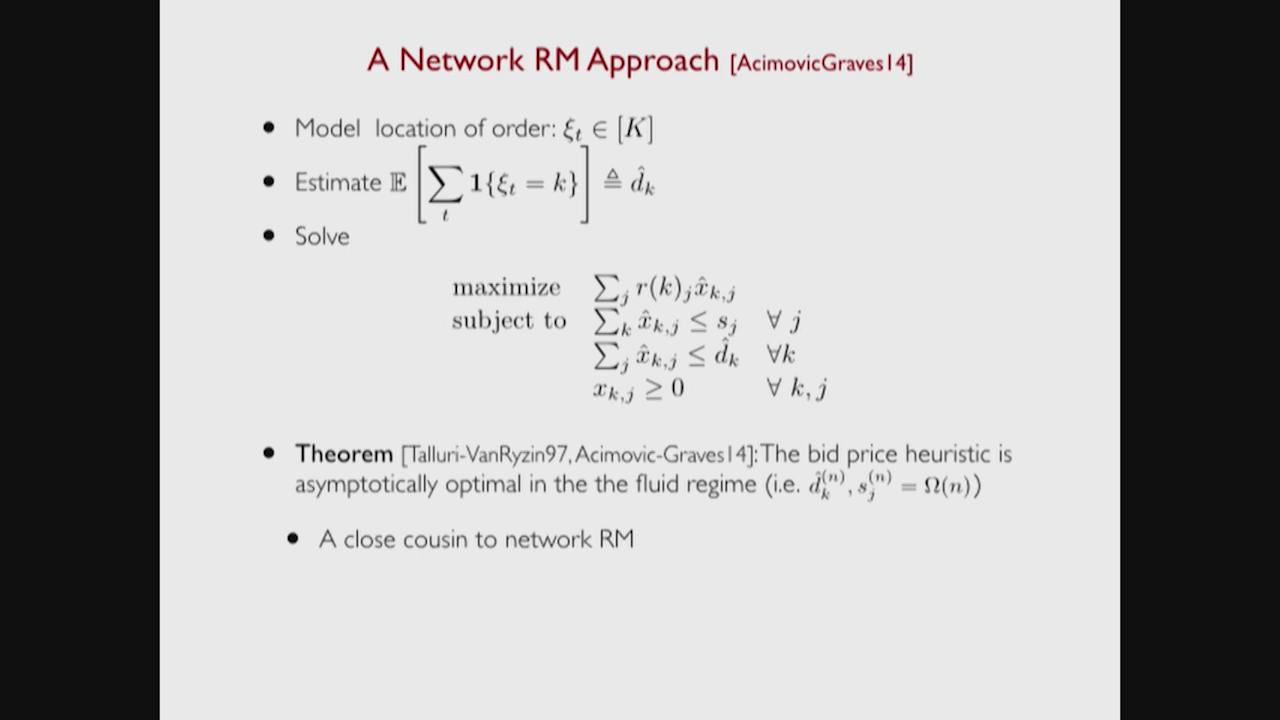 A Network RM Approach [AcimovicGraves14]
• Model location of order: ξ_t ∈ [K]
• Estimate 𝔼[∑_t 1{ξ_t = k}] ≜ d̂_k
• Solve
maximize ∑_j r(k)_j x̂_{k,j}
subject to ∑_k x̂_{k,j} ≤ s_j ∀ j
∑_j x̂_{k,j} ≤ d̂_k ∀k
x_{k,j} ≥ 0 ∀ k, j
• Theorem [Talluri-VanRyzin97, Acimovic-Graves14]: The bid price heuristic is
asymptotically optimal in the the fluid regime (i.e. d̂_k^{(n)}, s_j^{(n)} = Ω(n))
• A close cousin to network RM